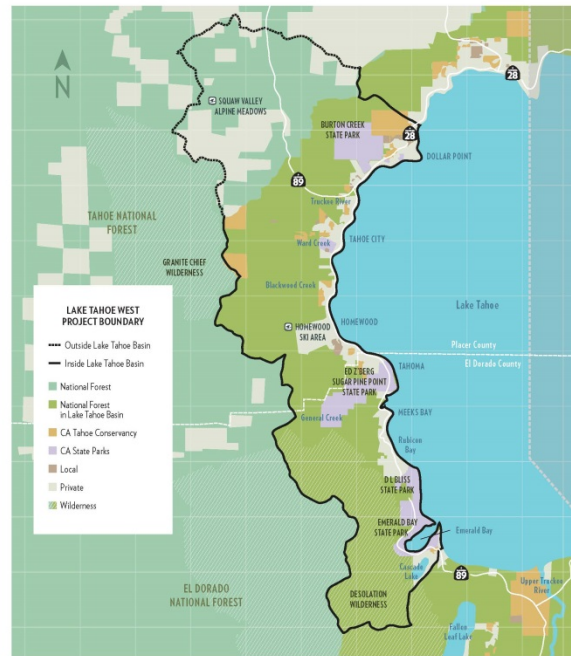 N
28
SQUAW VALLEY
ALPINE MEADOWS
BURTON CREEK
STATE PARK
28
DOLLAR POINT
89
Truckee River
TAHOE NATIONAL
FOREST
Ward Creek
TAHOE CITY
GRANITE CHIEF
WILDERNESS
Blackwood Creek
Lake Tahoe
LAKE TAHOE WEST
PROJECT BOUNDARY
Outside Lake Tahoe Basin
Inside Lake Tahoe Basin
National Forest
National Forest
in Lake Tahoe Basin
CA Tahoe Conservancy
CA State Parks
Local
Private
Wilderness
HOMEWOOD
HOMEWOOD
SKI AREA
Placer County
El Dorado County
TAHOMA
ED Z'BERG
SUGAR PINE POINT
STATE PARK
MEEKS BAY
General Creek
Rubicon
Bay
D L BLISS
STATE PARK
EMERALD BAY
STATE PARK
Emerald Bay
Cascade
Lake
89
Upper Truckee
River
EL DORADO
NATIONAL FOREST
DESOLATION
WILDERNESS
Fallen
Leaf Lake